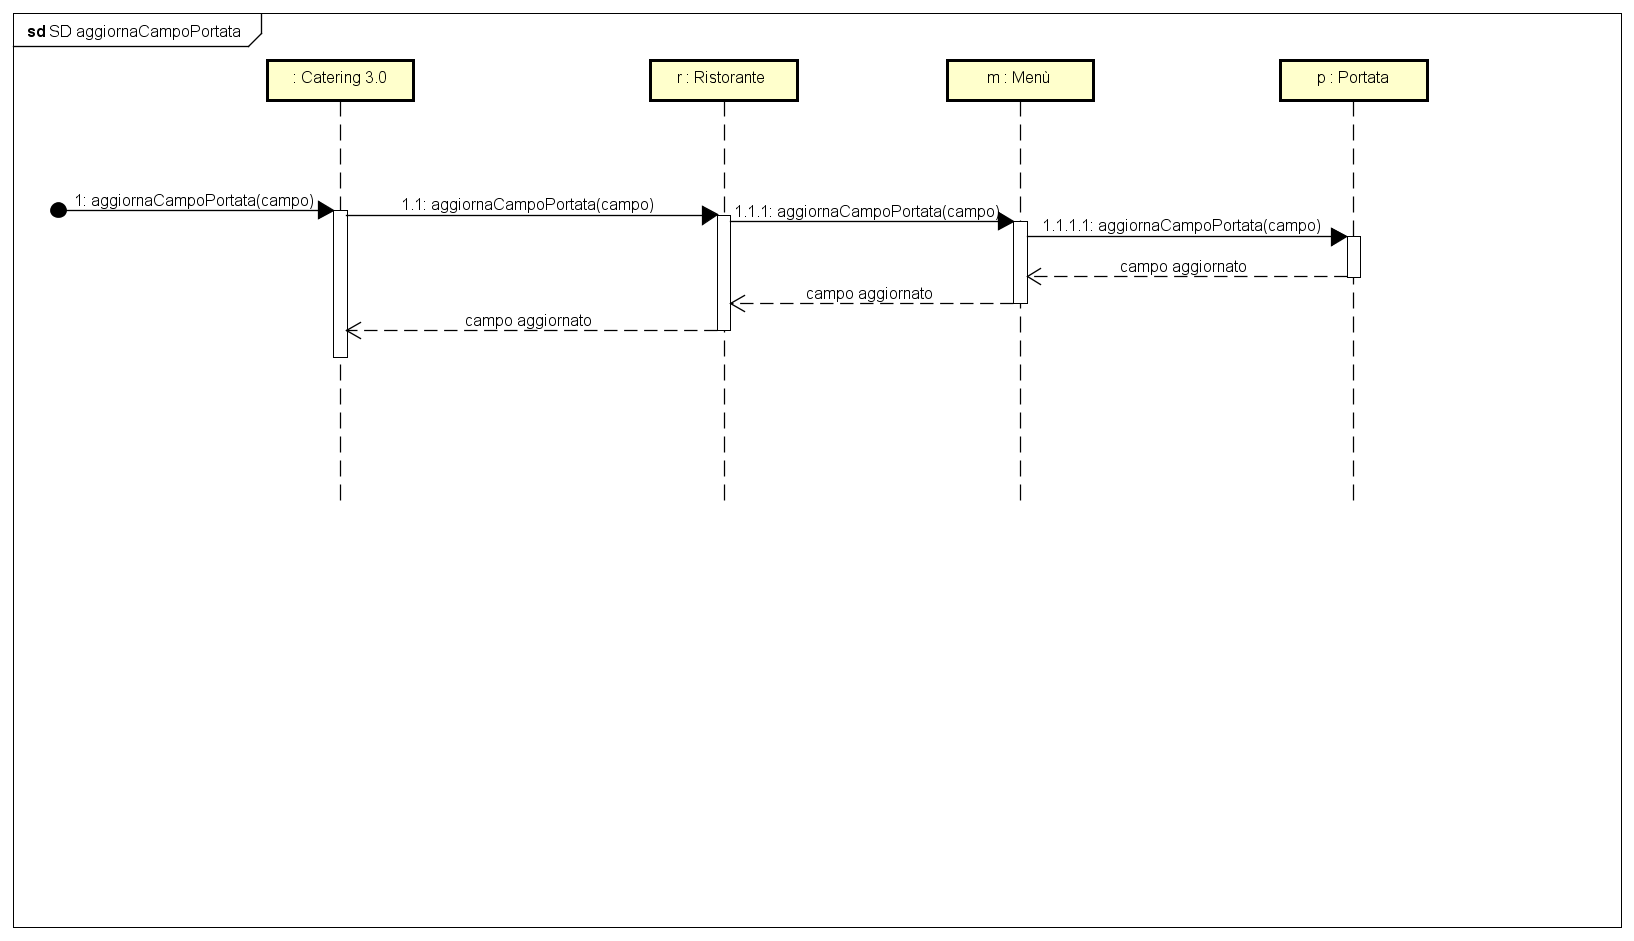 sd SD aggiornaCampoPortata
: Catering 3.0
r : Ristorante
m : Menù
p : Portata
1: aggiornaCampoPortata(campo)
1.1: aggiornaCampoPortata(campo)
1.1.1: aggiornaCampoPortata(campo)
1.1.1.1: aggiornaCampoPortata(campo)
campo aggiornato
campo aggiornato
campo aggiornato